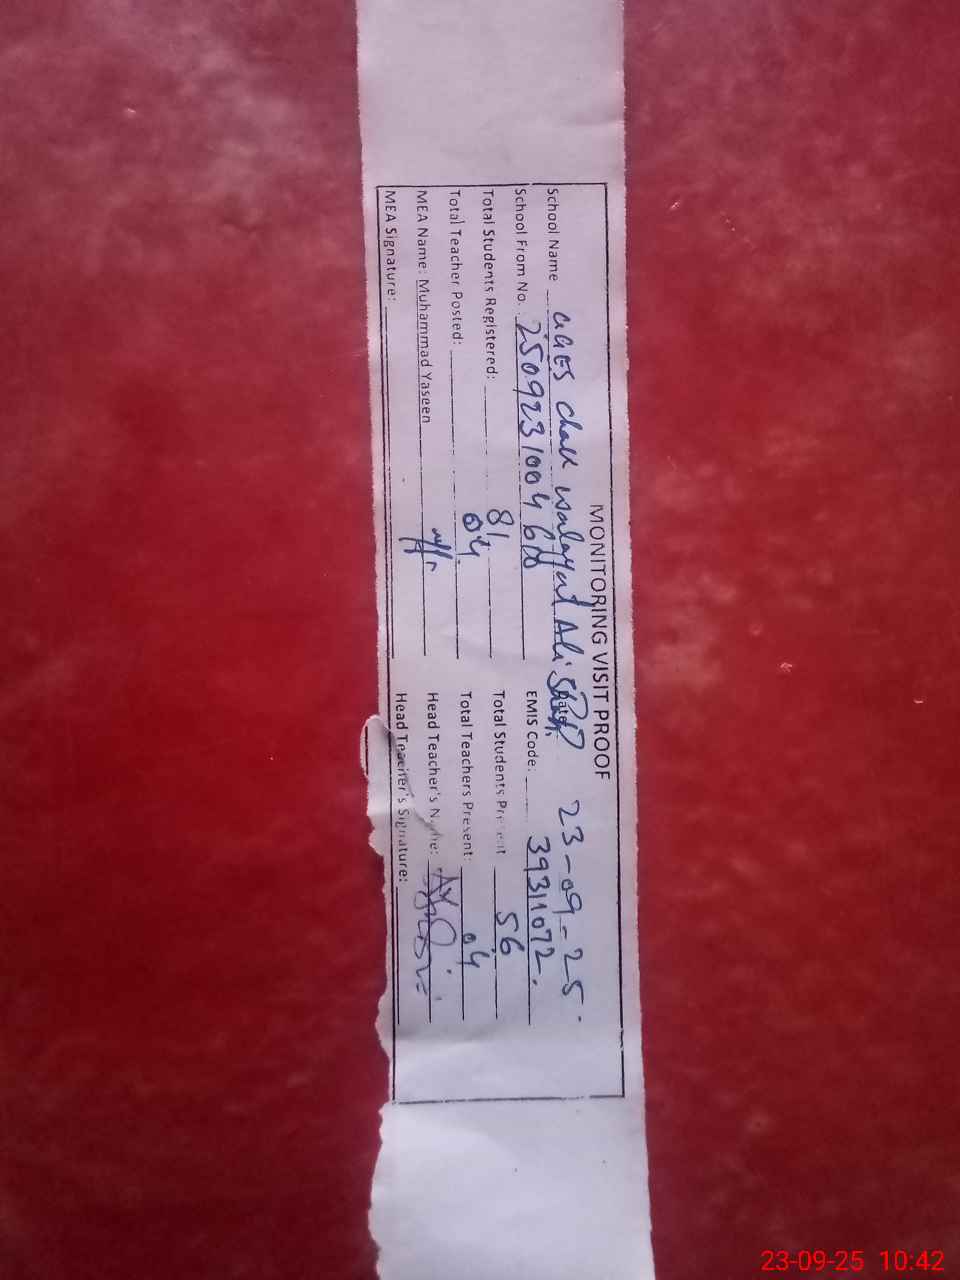 MONITORING VISIT PROOF
School Name GGES Chak Walayat Ali Shah Date: 23-09-25
School From No. 250923100468 EMIS Code: 39311072
Total Students Registered: 81 Total Students Present 56
Total Teacher Posted: 04 Total Teachers Present: 04
MEA Name: Muhammad Yaseen Head Teacher's Name:
MEA Signature: Head Teacher's Signature:
23-09-25 10:42